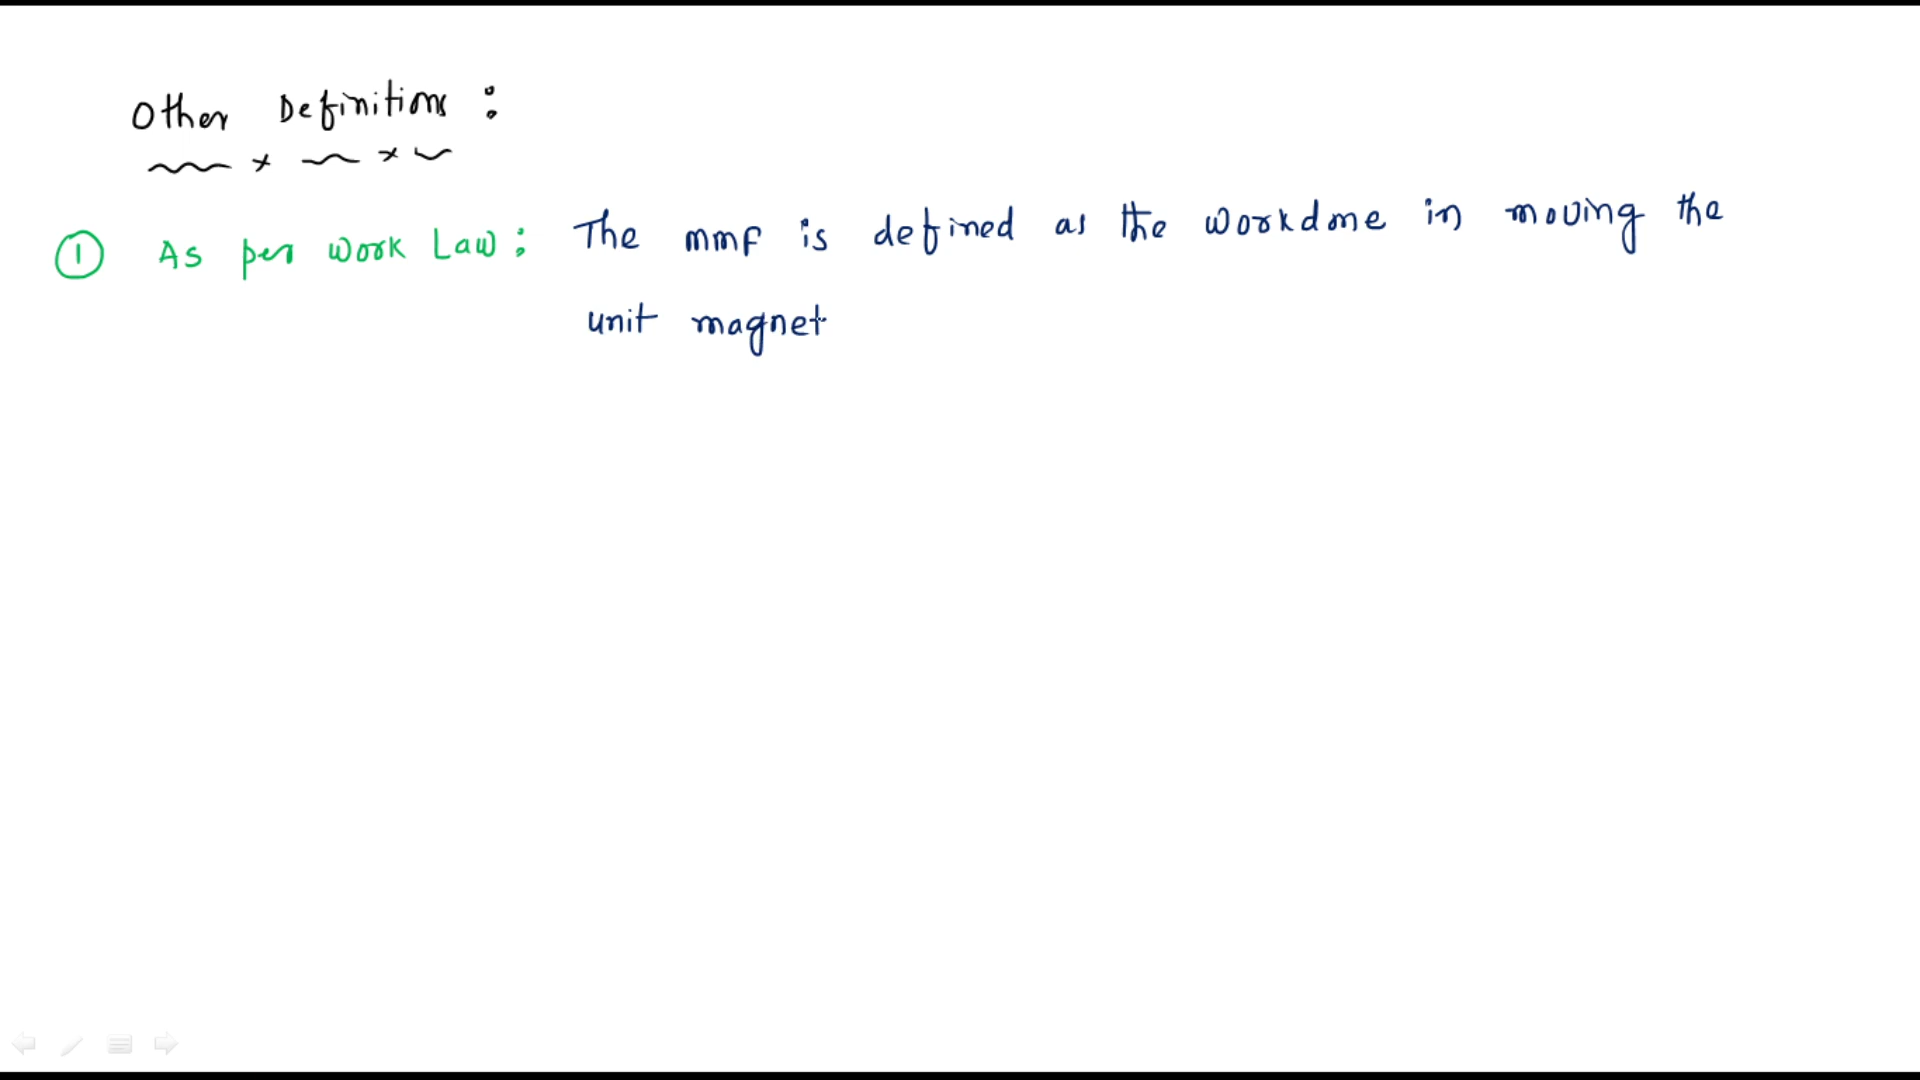 Other Definitions :
① As per work Law : The mmf is defined as the workdone in moving the
unit magnet